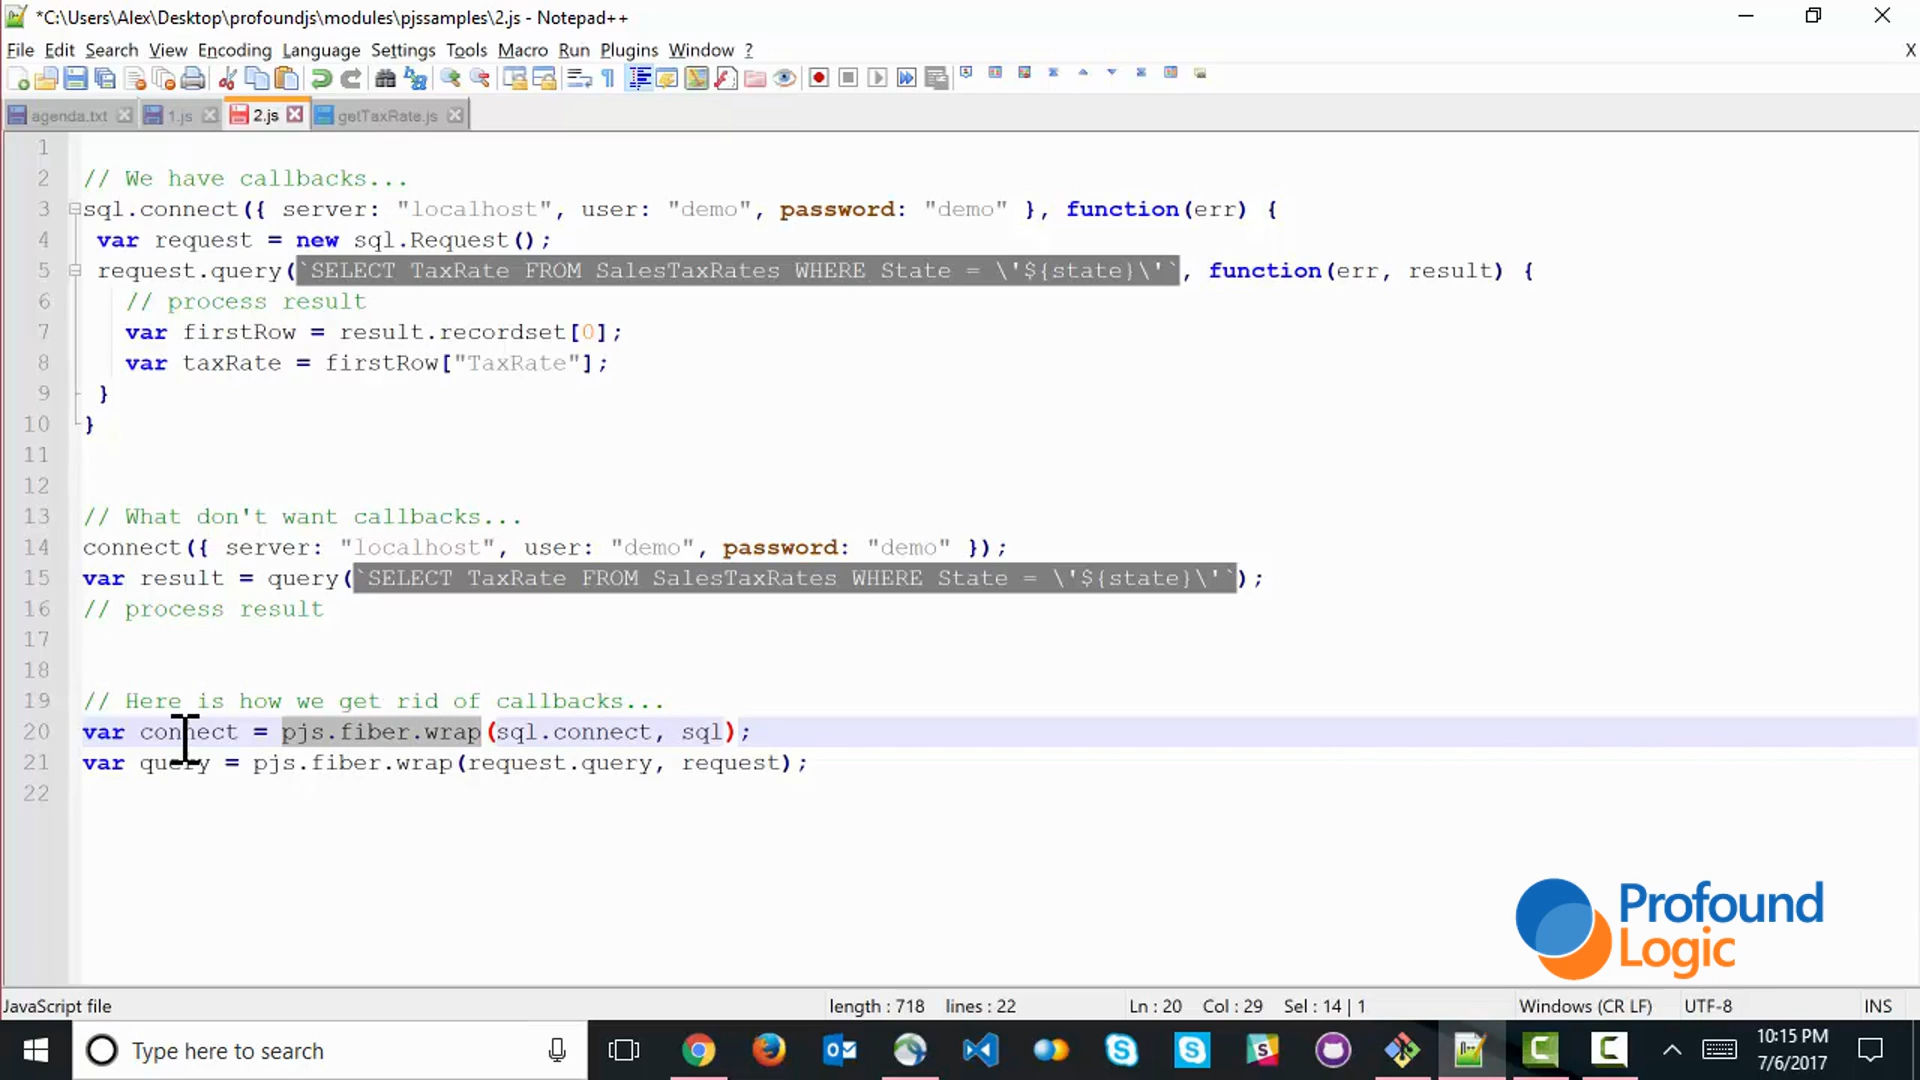 *C:\Users\Alex\Desktop\profoundjs\modules\pjssamples\2.js - Notepad++
File Edit Search View Encoding Language Settings Tools Macro Run Plugins Window ? X
agenda.txt 1.js 2.js getTaxRate.js
1
2 // We have callbacks...
3 sql.connect({ server: "localhost", user: "demo", password: "demo" }, function(err) {
4 var request = new sql.Request();
5 request.query(`SELECT TaxRate FROM SalesTaxRates WHERE State = \'${state}\'`, function(err, result) {
6 // process result
7 var firstRow = result.recordset[0];
8 var taxRate = firstRow["TaxRate"];
9 }
10 }
11
12
13 // What don't want callbacks...
14 connect({ server: "localhost", user: "demo", password: "demo" });
15 var result = query(`SELECT TaxRate FROM SalesTaxRates WHERE State = \'${state}\'`);
16 // process result
17
18
19 // Here is how we get rid of callbacks...
20 var connect = pjs.fiber.wrap(sql.connect, sql);
21 var query = pjs.fiber.wrap(request.query, request);
22
Profound
Logic
JavaScript file length : 718 lines : 22 Ln : 20 Col : 29 Sel : 14 | 1 Windows (CR LF) UTF-8 INS
Type here to search
10:15 PM
7/6/2017